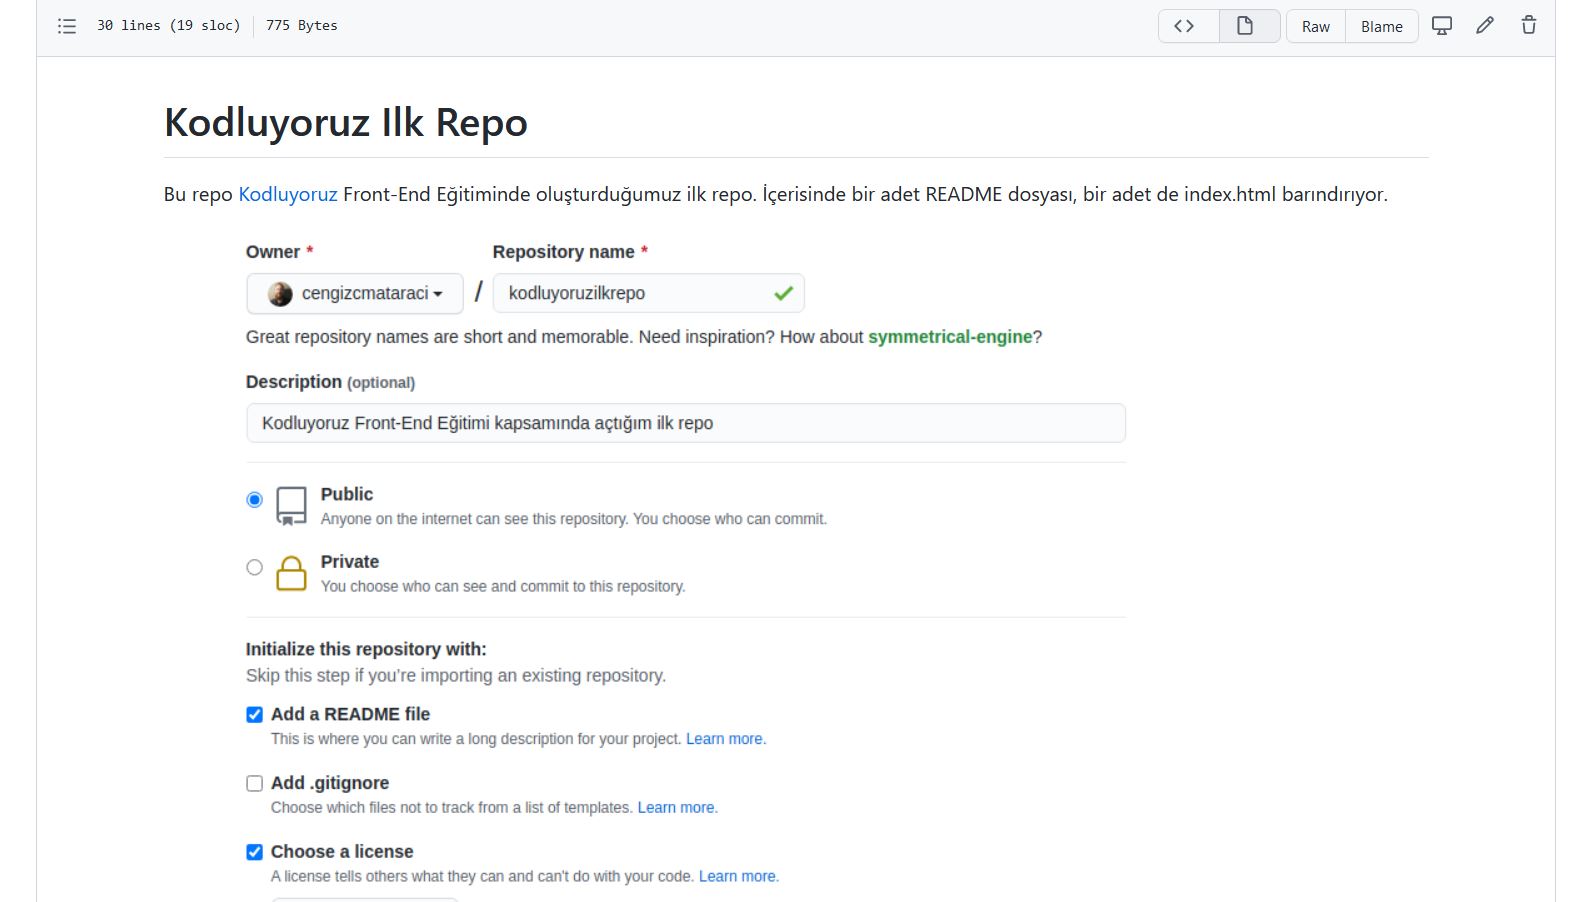 30 lines (19 sloc) 775 Bytes Raw Blame
Kodluyoruz Ilk Repo
Bu repo Kodluyoruz Front-End Eğitiminde oluşturduğumuz ilk repo. İçerisinde bir adet README dosyası, bir adet de index.html barındırıyor.
Owner * Repository name *
cengizcmataraci / kodluyoruzilkrepo
Great repository names are short and memorable. Need inspiration? How about symmetrical-engine?
Description (optional)
Kodluyoruz Front-End Eğitimi kapsamında açtığım ilk repo
Public
Anyone on the internet can see this repository. You choose who can commit.
Private
You choose who can see and commit to this repository.
Initialize this repository with:
Skip this step if you're importing an existing repository.
Add a README file
This is where you can write a long description for your project. Learn more.
Add .gitignore
Choose which files not to track from a list of templates. Learn more.
Choose a license
A license tells others what they can and can't do with your code. Learn more.